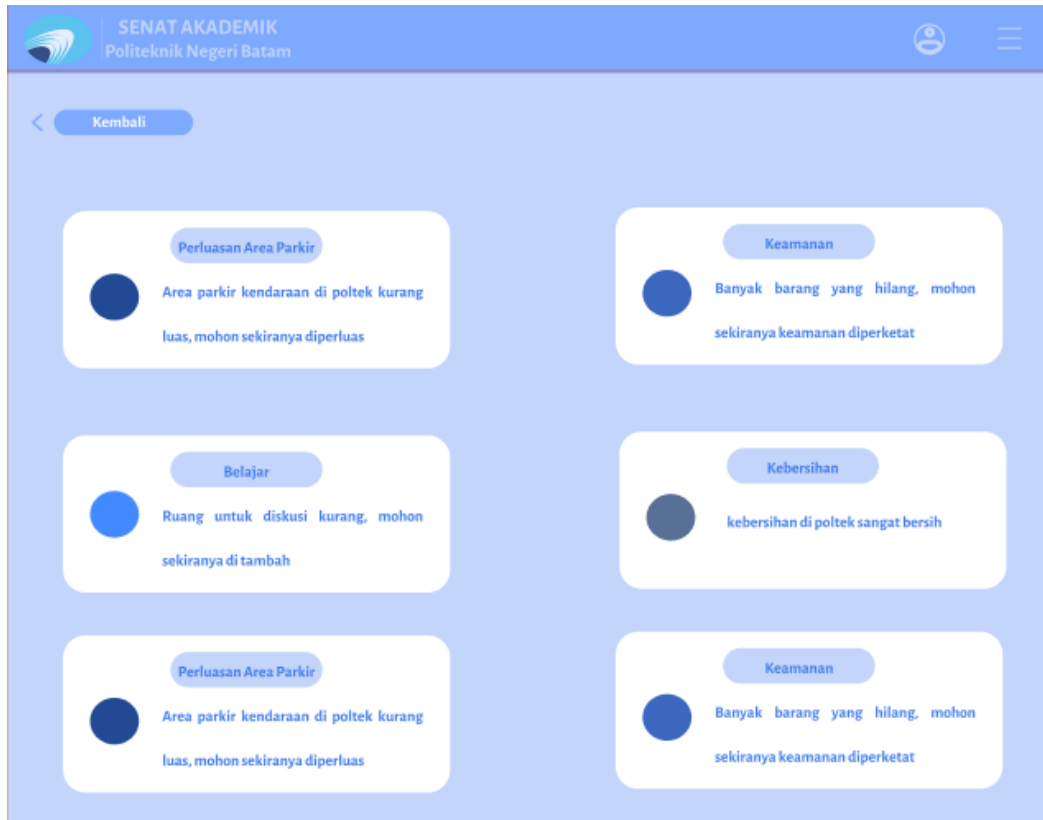 SENAT AKADEMIK
Politeknik Negeri Batam
Kembali
Perluasan Area Parkir
Area parkir kendaraan di poltek kurang
luas, mohon sekiranya diperluas
Keamanan
Banyak barang yang hilang, mohon
sekiranya keamanan diperketat
Belajar
Ruang untuk diskusi kurang, mohon
sekiranya di tambah
Kebersihan
kebersihan di poltek sangat bersih
Perluasan Area Parkir
Area parkir kendaraan di poltek kurang
luas, mohon sekiranya diperluas
Keamanan
Banyak barang yang hilang, mohon
sekiranya keamanan diperketat